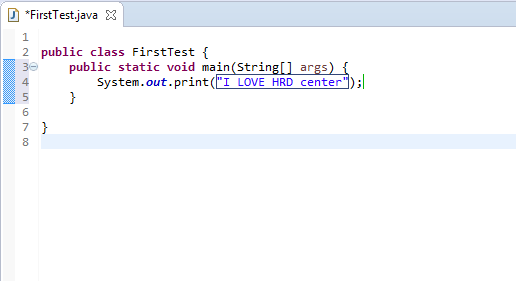 *FirstTest.java
1
2 public class FirstTest {
3 public static void main(String[] args) {
4 System.out.print("I LOVE HRD center");
5 }
6
7 }
8